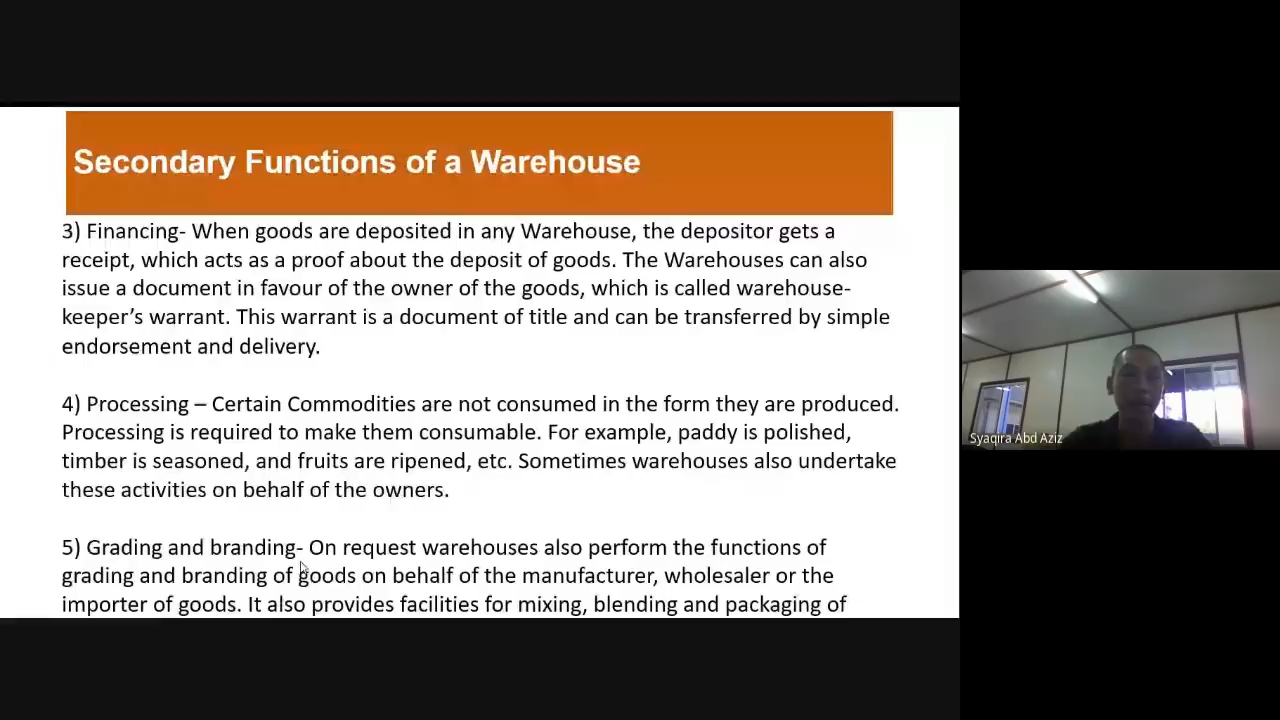 Secondary Functions of a Warehouse
3) Financing- When goods are deposited in any Warehouse, the depositor gets a
receipt, which acts as a proof about the deposit of goods. The Warehouses can also
issue a document in favour of the owner of the goods, which is called warehouse-
keeper’s warrant. This warrant is a document of title and can be transferred by simple
endorsement and delivery.
4) Processing – Certain Commodities are not consumed in the form they are produced.
Processing is required to make them consumable. For example, paddy is polished,
timber is seasoned, and fruits are ripened, etc. Sometimes warehouses also undertake
these activities on behalf of the owners.
5) Grading and branding- On request warehouses also perform the functions of
grading and branding of goods on behalf of the manufacturer, wholesaler or the
importer of goods. It also provides facilities for mixing, blending and packaging of
Syaqira Abd Aziz